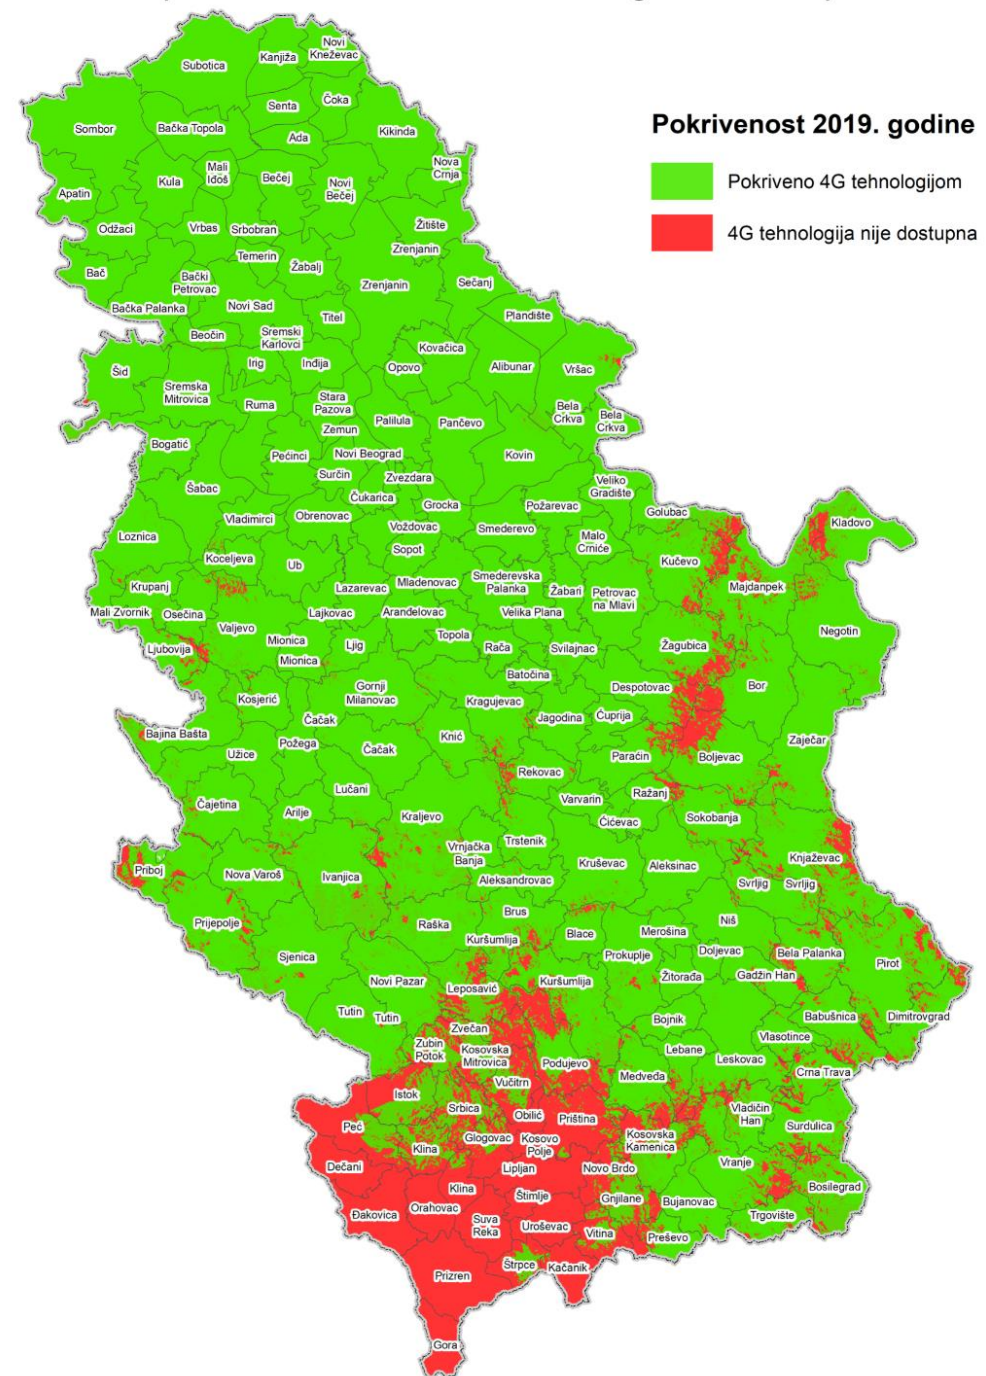 Pokrivenost 2019. godine
Pokriveno 4G tehnologijom
4G tehnologija nije dostupna
Novi
Kneževac
Kanjiža
Subotica
Čoka
Senta
Sombor
Bačka Topola
Ada
Kikinda
Nova
Crnja
Mali
Iđoš
Bečej
Kula
Novi
Bečej
Apatin
Žitište
Odžaci
Vrbas
Srbobran
Zrenjanin
Temerin
Žabalj
Bač
Bački
Petrovac
Zrenjanin
Sečanj
Bačka Palanka
Novi Sad
Titel
Plandište
Beočin
Sremski
Karlovci
Kovačica
Irig
Inđija
Opovo
Alibunar
Vršac
Šid
Sremska
Mitrovica
Ruma
Stara
Pazova
Bela
Crkva
Bela
Crkva
Palilula
Pančevo
Zemun
Bogatić
Pećinci
Novi Beograd
Kovin
Surčin
Zvezdara
Veliko
Gradište
Šabac
Čukarica
Grocka
Požarevac
Golubac
Vladimirci
Obrenovac
Voždovac
Smederevo
Kladovo
Loznica
Malo
Crniće
Koceljeva
Ub
Sopot
Kučevo
Krupanj
Lazarevac
Mladenovac
Smederevska
Palanka
Žabari
Petrovac
na Mlavi
Majdanpek
Mali Zvornik
Osečina
Lajkovac
Aranđelovac
Velika Plana
Valjevo
Mionica
Topola
Negotin
Ljubovija
Mionica
Ljig
Rača
Svilajnac
Žagubica
Batočina
Kosjerić
Gornji
Milanovac
Kragujevac
Despotovac
Bor
Čačak
Jagodina
Ćuprija
Bajina Bašta
Požega
Čačak
Knić
Zaječar
Užice
Paraćin
Boljevac
Rekovac
Lučani
Ražanj
Čajetina
Arilje
Kraljevo
Varvarin
Ćićevac
Sokobanja
Vrnjačka
Banja
Trstenik
Priboj
Nova Varoš
Ivanjica
Kruševac
Aleksinac
Knjaževac
Aleksandrovac
Svrljig
Svrljig
Prijepolje
Raška
Brus
Niš
Kuršumlija
Blace
Merošina
Sjenica
Prokuplje
Doljevac
Bela Palanka
Pirot
Novi Pazar
Leposavić
Kuršumlija
Žitorađa
Gadžin Han
Tutin
Tutin
Zvečan
Bojnik
Babušnica
Dimitrovgrad
Zubin
Potok
Kosovska
Mitrovica
Podujevo
Lebane
Leskovac
Vlasotince
Crna Trava
Istok
Vučitrn
Medveđa
Srbica
Obilić
Priština
Vladičin
Han
Surdulica
Peć
Klina
Glogovac
Kosovo
Polje
Kosovska
Kamenica
Dečani
Lipljan
Novo Brdo
Vranje
Klina
Štimlje
Gnjilane
Bujanovac
Bosilegrad
Đakovica
Orahovac
Suva
Reka
Uroševac
Vitina
Preševo
Trgovište
Štrpce
Kačanik
Prizren
Gora